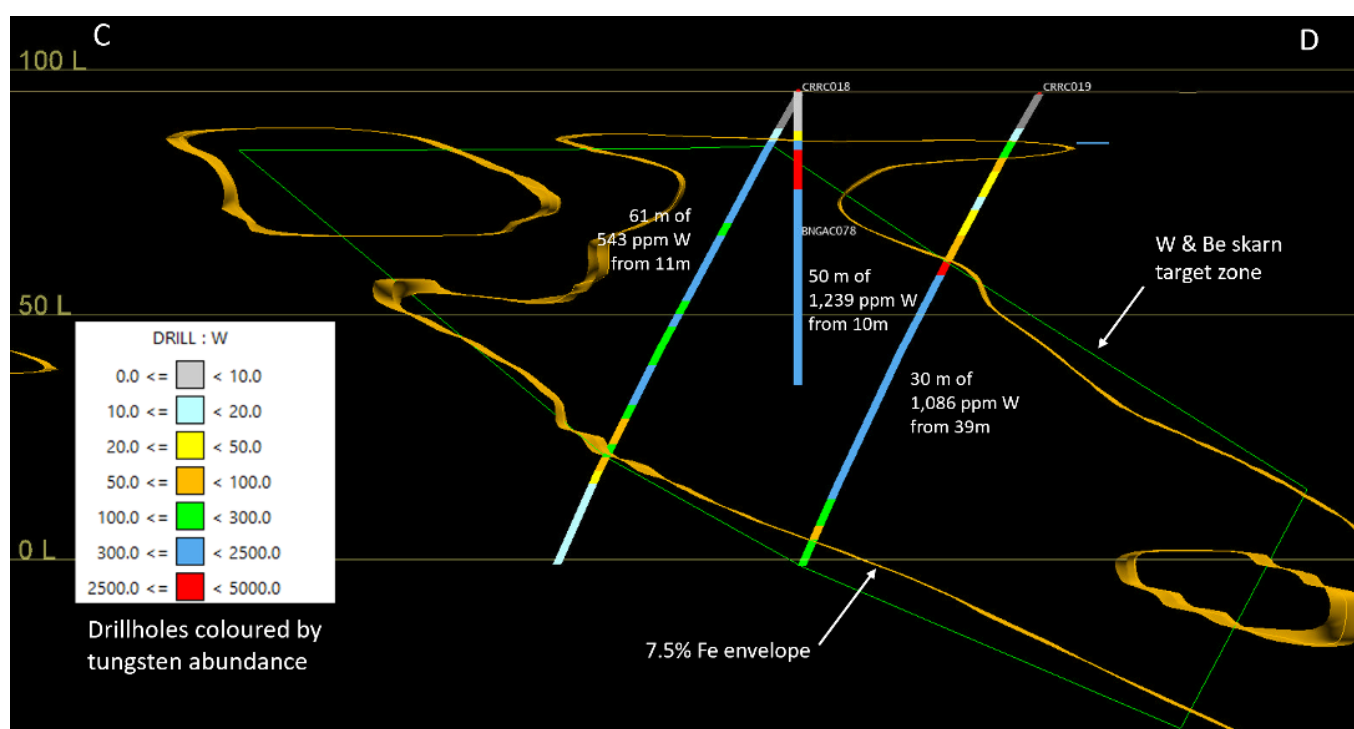 C
D
100 L
CRRC018
CRRC019
61 m of
543 ppm W
from 11m
BNGAC078
W & Be skarn
target zone
50 m of
1,239 ppm W
from 10m
50 L
DRILL : W
0.0 <= < 10.0
10.0 <= < 20.0
20.0 <= < 50.0
50.0 <= < 100.0
100.0 <= < 300.0
300.0 <= < 2500.0
2500.0 <= < 5000.0
30 m of
1,086 ppm W
from 39m
0 L
Drillholes coloured by
tungsten abundance
7.5% Fe envelope